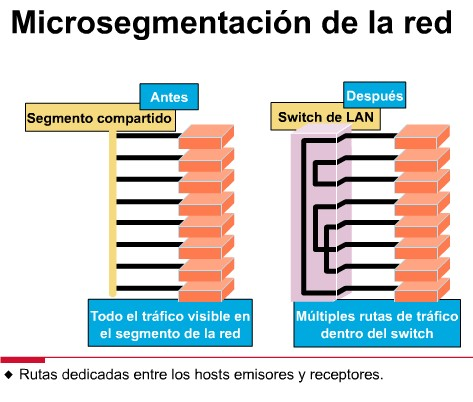 Microsegmentación de la red
Antes
Segmento compartido
Todo el tráfico visible en
el segmento de la red
Después
Switch de LAN
Múltiples rutas de tráfico
dentro del switch
◆ Rutas dedicadas entre los hosts emisores y receptores.